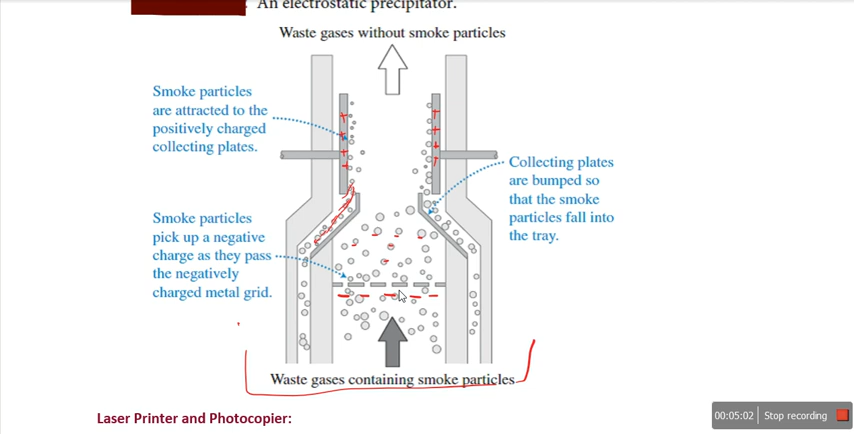 An electrostatic precipitator.
Waste gases without smoke particles
Smoke particles
are attracted to the
positively charged
collecting plates.
Collecting plates
are bumped so
that the smoke
particles fall into
the tray.
Smoke particles
pick up a negative
charge as they pass
the negatively
charged metal grid.
Waste gases containing smoke particles
Laser Printer and Photocopier:
00:05:02 Stop recording